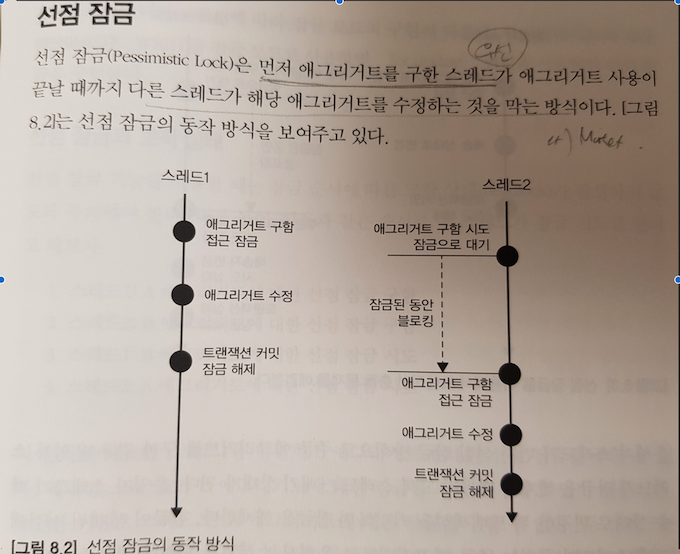 선점 잠금
우선
선점 잠금(Pessimistic Lock)은 먼저 애그리거트를 구한 스레드가 애그리거트 사용이
끝날 때까지 다른 스레드가 해당 애그리거트를 수정하는 것을 막는 방식이다. [그림
8.2]는 선점 잠금의 동작 방식을 보여주고 있다.
스레드1
애그리거트 구함
접근 잠금
애그리거트 수정
트랜잭션 커밋
잠금 해제
스레드2
애그리거트 구함 시도
잠금으로 대기
잠금된 동안
블로킹
애그리거트 구함
접근 잠금
애그리거트 수정
트랜잭션 커밋
잠금 해제
[그림 8.2] 선점 잠금의 동작 방식